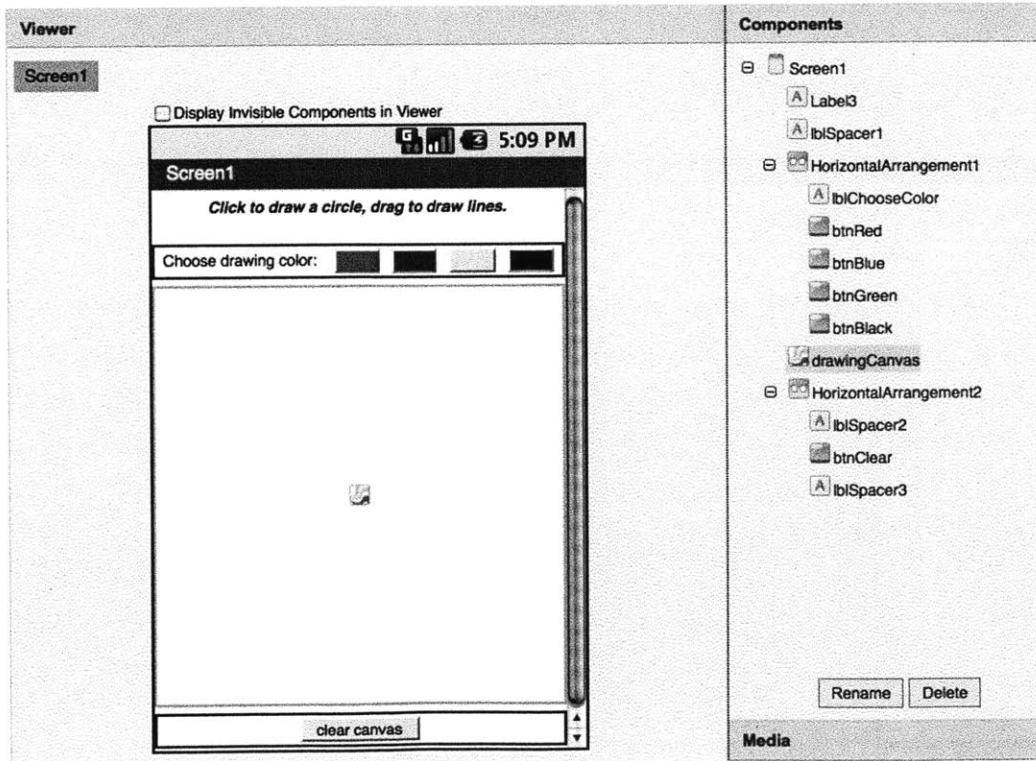 Viewer
Screen1
Display Invisible Components in Viewer
5:09 PM
Screen1
Click to draw a circle, drag to draw lines.
Choose drawing color:
clear canvas
Components
Screen1
Label3
lblSpacer1
HorizontalArrangement1
lblChooseColor
btnRed
btnBlue
btnGreen
btnBlack
drawingCanvas
HorizontalArrangement2
lblSpacer2
btnClear
lblSpacer3
Rename Delete
Media